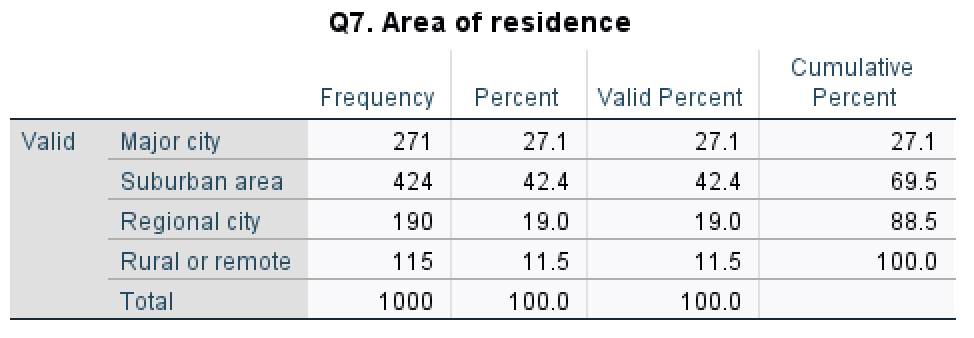 Q7. Area of residence
Frequency Percent Valid Percent Cumulative Percent
Valid Major city 271 27.1 27.1 27.1
Suburban area 424 42.4 42.4 69.5
Regional city 190 19.0 19.0 88.5
Rural or remote 115 11.5 11.5 100.0
Total 1000 100.0 100.0